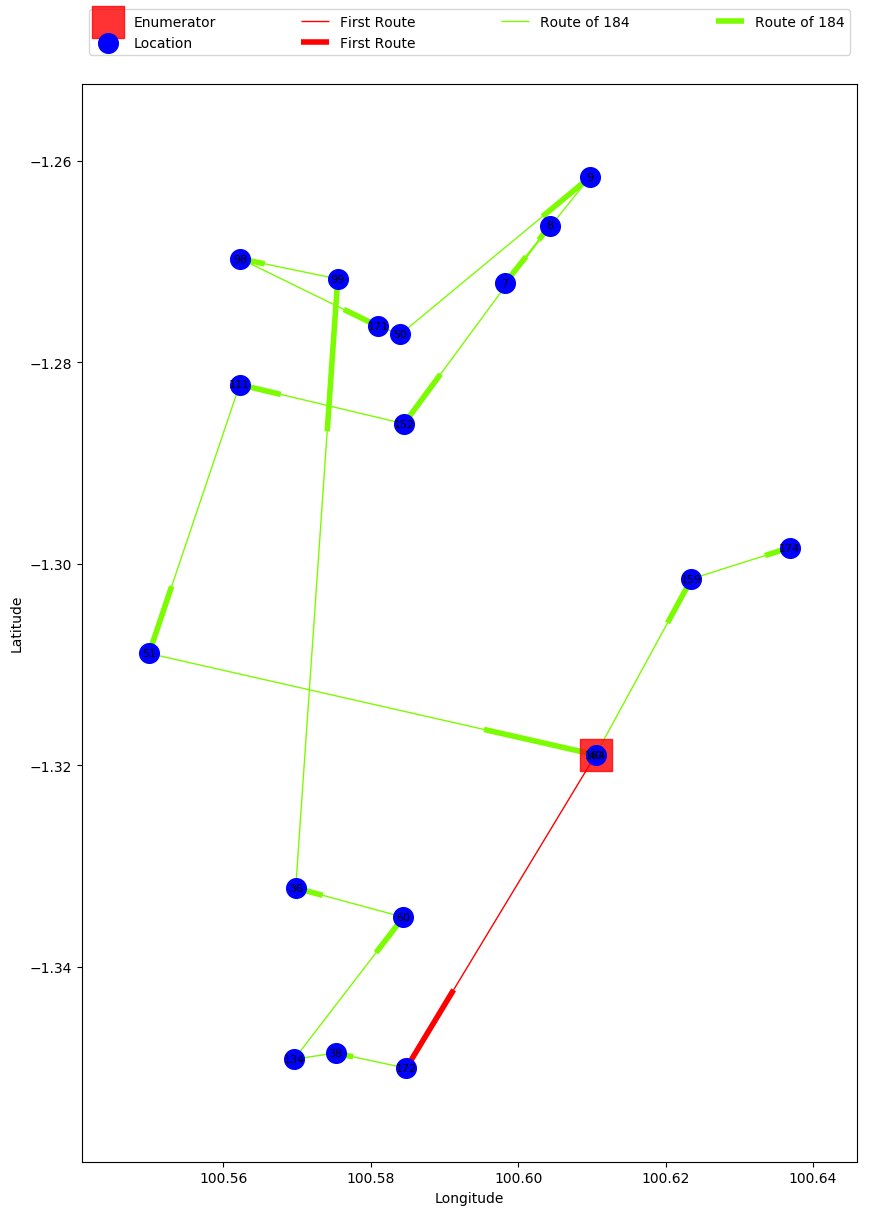 Enumerator
Location
First Route
First Route
Route of 184
Route of 184
Latitude
−1.26
−1.28
−1.30
−1.32
−1.34
9
8
7
99
51
60
38
174
100.56
100.58
100.60
100.62
100.64
Longitude